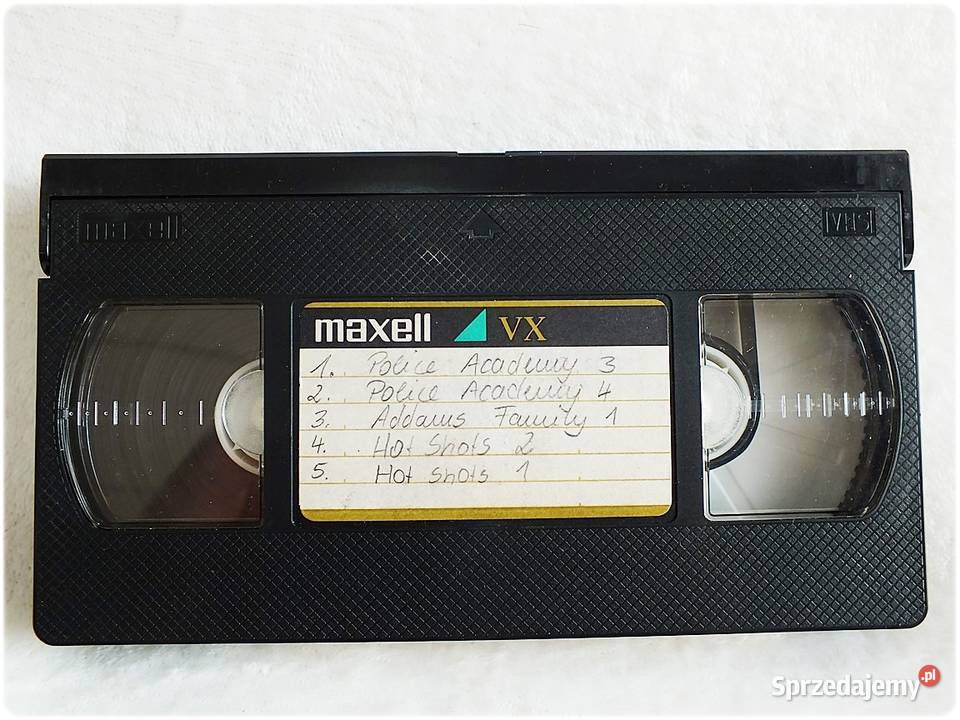 maxell
VHS
maxell VX
1. Police Academy 3
2. Police Academy 4
3. Addams Family 1
4. Hot Shots 2
5. Hot Shots 1
Sprzedajemy.pl